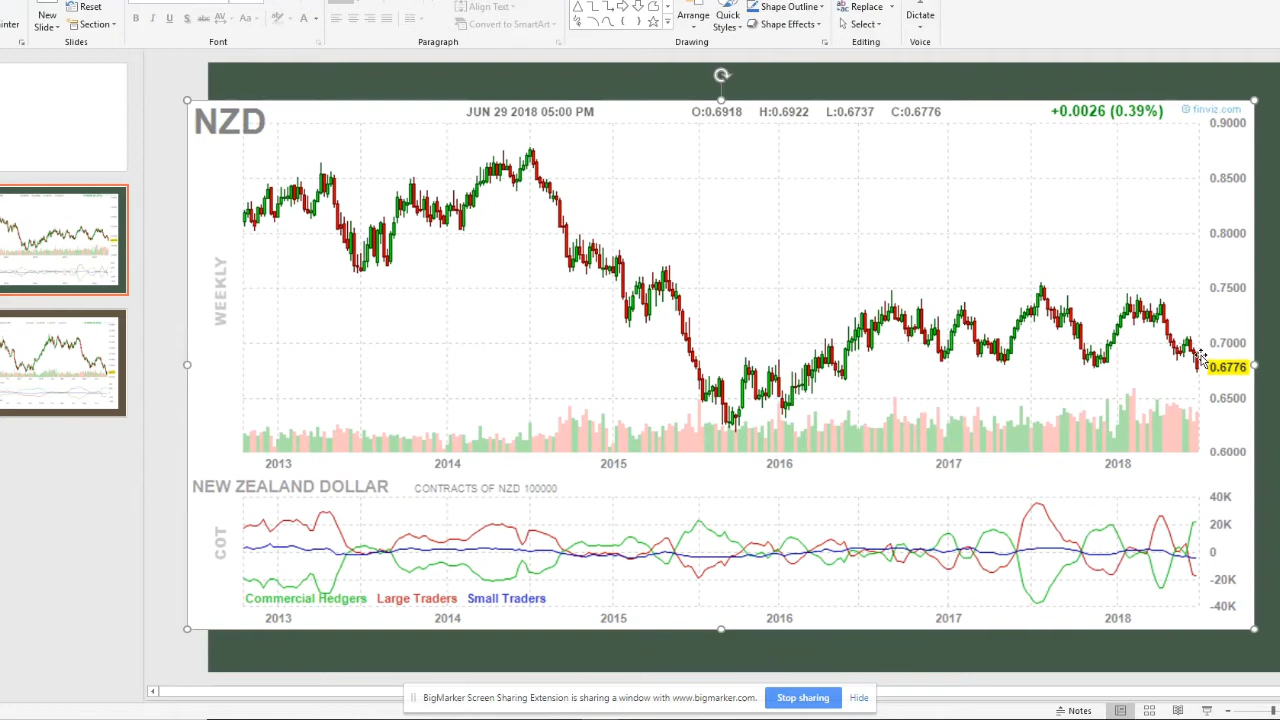 inter
New
Slide
Reset
Section
Slides
B I U S abc AV Aa A
Font
Align Text
Convert to SmartArt
Paragraph
Arrange
Quick
Styles
Shape Outline
Shape Effects
Drawing
Replace
Select
Editing
Dictate
Voice
NZD
JUN 29 2018 05:00 PM O:0.6918 H:0.6922 L:0.6737 C:0.6776
+0.0026 (0.39%)
© finviz.com
0.9000
0.8500
0.8000
0.7500
0.7000
0.6776
0.6500
0.6000
WEEKLY
2013 2014 2015 2016 2017 2018
NEW ZEALAND DOLLAR CONTRACTS OF NZD 100000
COT
40K
20K
0
-20K
-40K
Commercial Hedgers Large Traders Small Traders
2013 2014 2015 2016 2017 2018
BigMarker Screen Sharing Extension is sharing a window with www.bigmarker.com. Stop sharing Hide
Notes